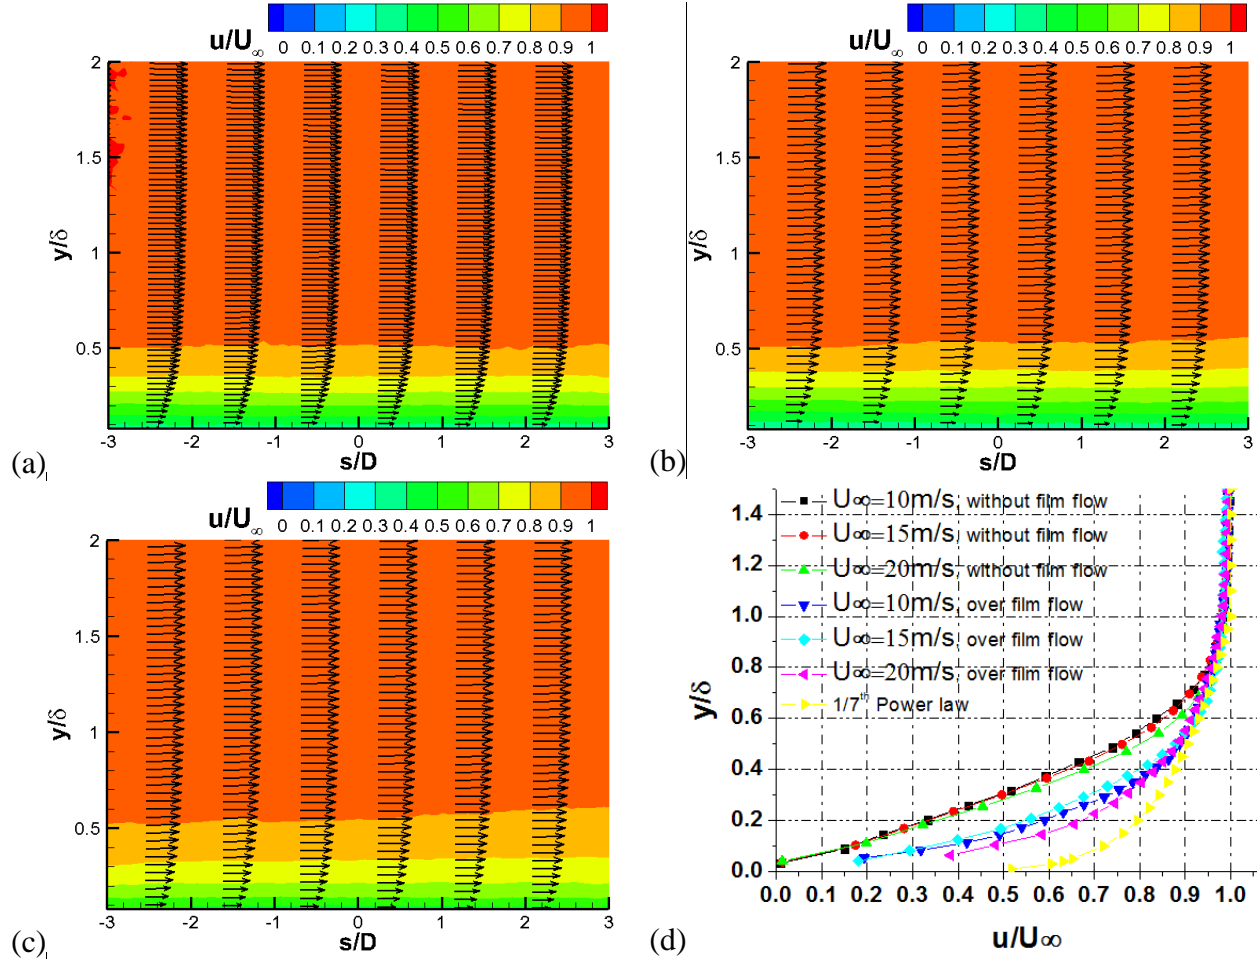 u/U∞
0 0.1 0.2 0.3 0.4 0.5 0.6 0.7 0.8 0.9 1
y/δ
2
1.5
1
0.5
-3 -2 -1 0 1 2 3
s/D
(a)
u/U∞
0 0.1 0.2 0.3 0.4 0.5 0.6 0.7 0.8 0.9 1
y/δ
2
1.5
1
0.5
-3 -2 -1 0 1 2 3
s/D
(b)
u/U∞
0 0.1 0.2 0.3 0.4 0.5 0.6 0.7 0.8 0.9 1
y/δ
2
1.5
1
0.5
-3 -2 -1 0 1 2 3
s/D
(c)
U∞=10m/s, without film flow
U∞=15m/s, without film flow
U∞=20m/s, without film flow
U∞=10m/s, over film flow
U∞=15m/s, over film flow
U∞=20m/s, over film flow
1/7th Power law
y/δ
1.4
1.2
1.0
0.8
0.6
0.4
0.2
0.0
0.0 0.1 0.2 0.3 0.4 0.5 0.6 0.7 0.8 0.9 1.0
u/U∞
(d)